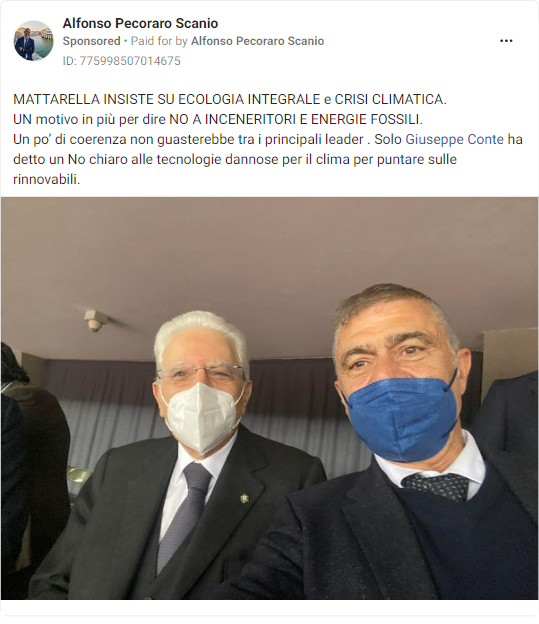 Alfonso Pecoraro Scanio
Sponsored • Paid for by Alfonso Pecoraro Scanio
ID: 775998507014675
MATTARELLA INSISTE SU ECOLOGIA INTEGRALE e CRISI CLIMATICA.
UN motivo in più per dire NO A INCENERITORI E ENERGIE FOSSILI.
Un po' di coerenza non guasterebbe tra i principali leader . Solo Giuseppe Conte ha
detto un No chiaro alle tecnologie dannose per il clima per puntare sulle
rinnovabili.